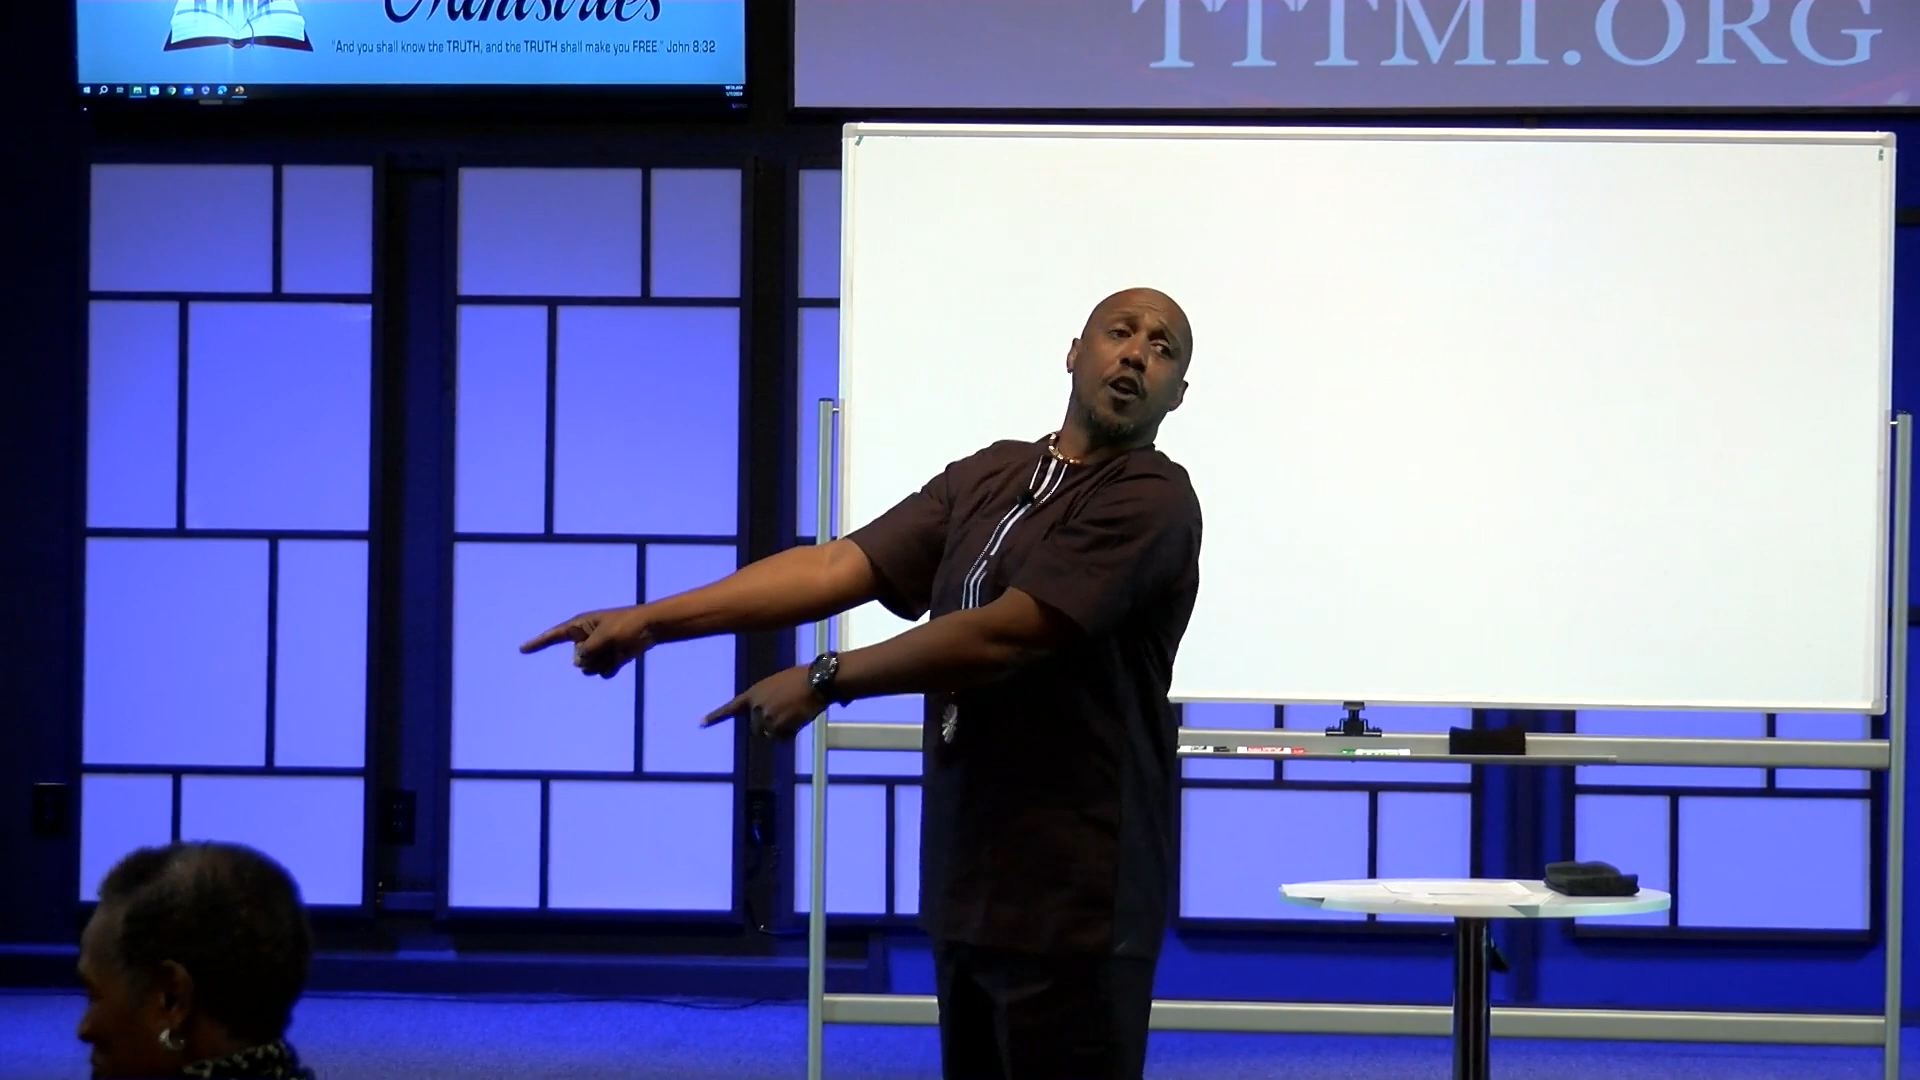 Ministries
"And you shall know the TRUTH, and the TRUTH shall make you FREE." John 8:32
TTTMI.ORG